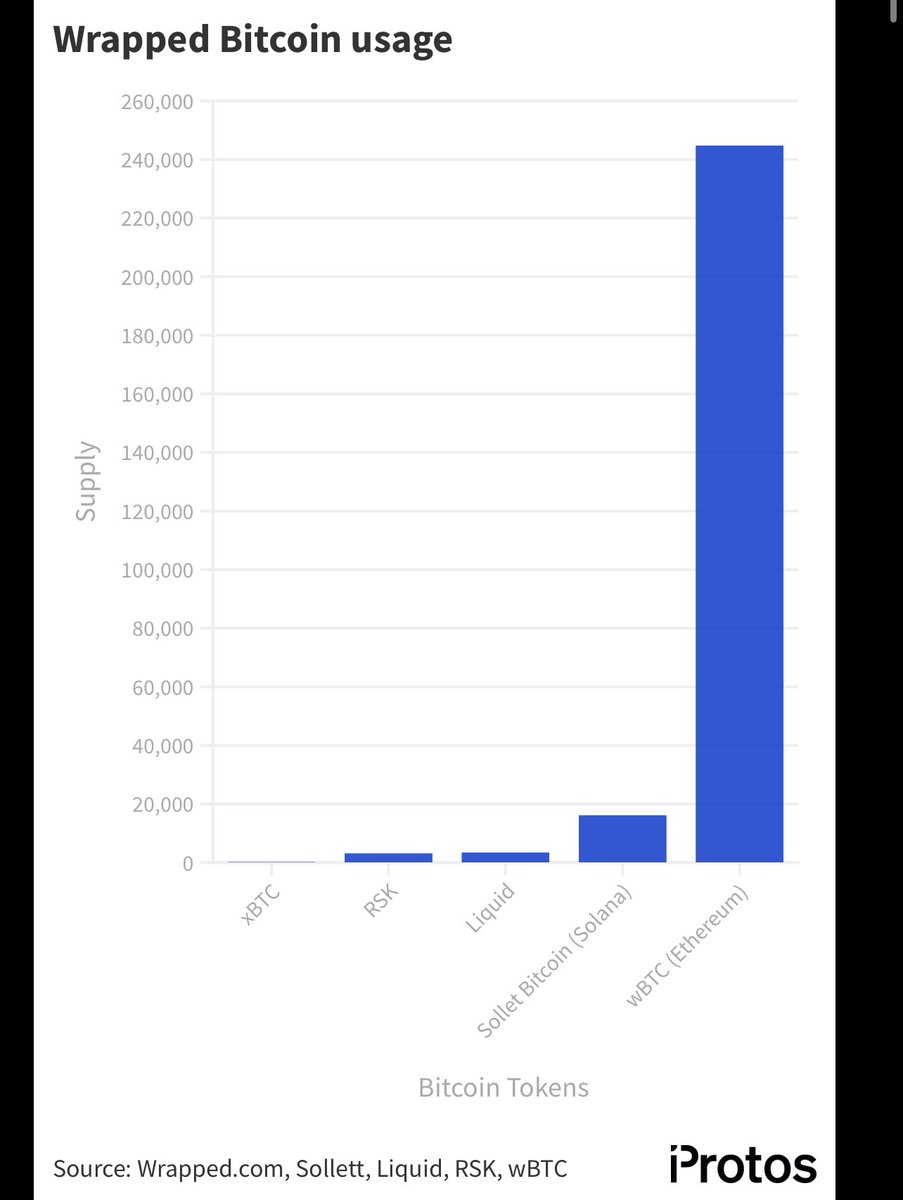 Wrapped Bitcoin usage
260,000
240,000
220,000
200,000
180,000
160,000
140,000
120,000
100,000
80,000
60,000
40,000
20,000
0
Supply
xBTC
RSK
Liquid
Sollet Bitcoin (Solana)
wBTC (Ethereum)
Bitcoin Tokens
Source: Wrapped.com, Sollett, Liquid, RSK, wBTC
Protos